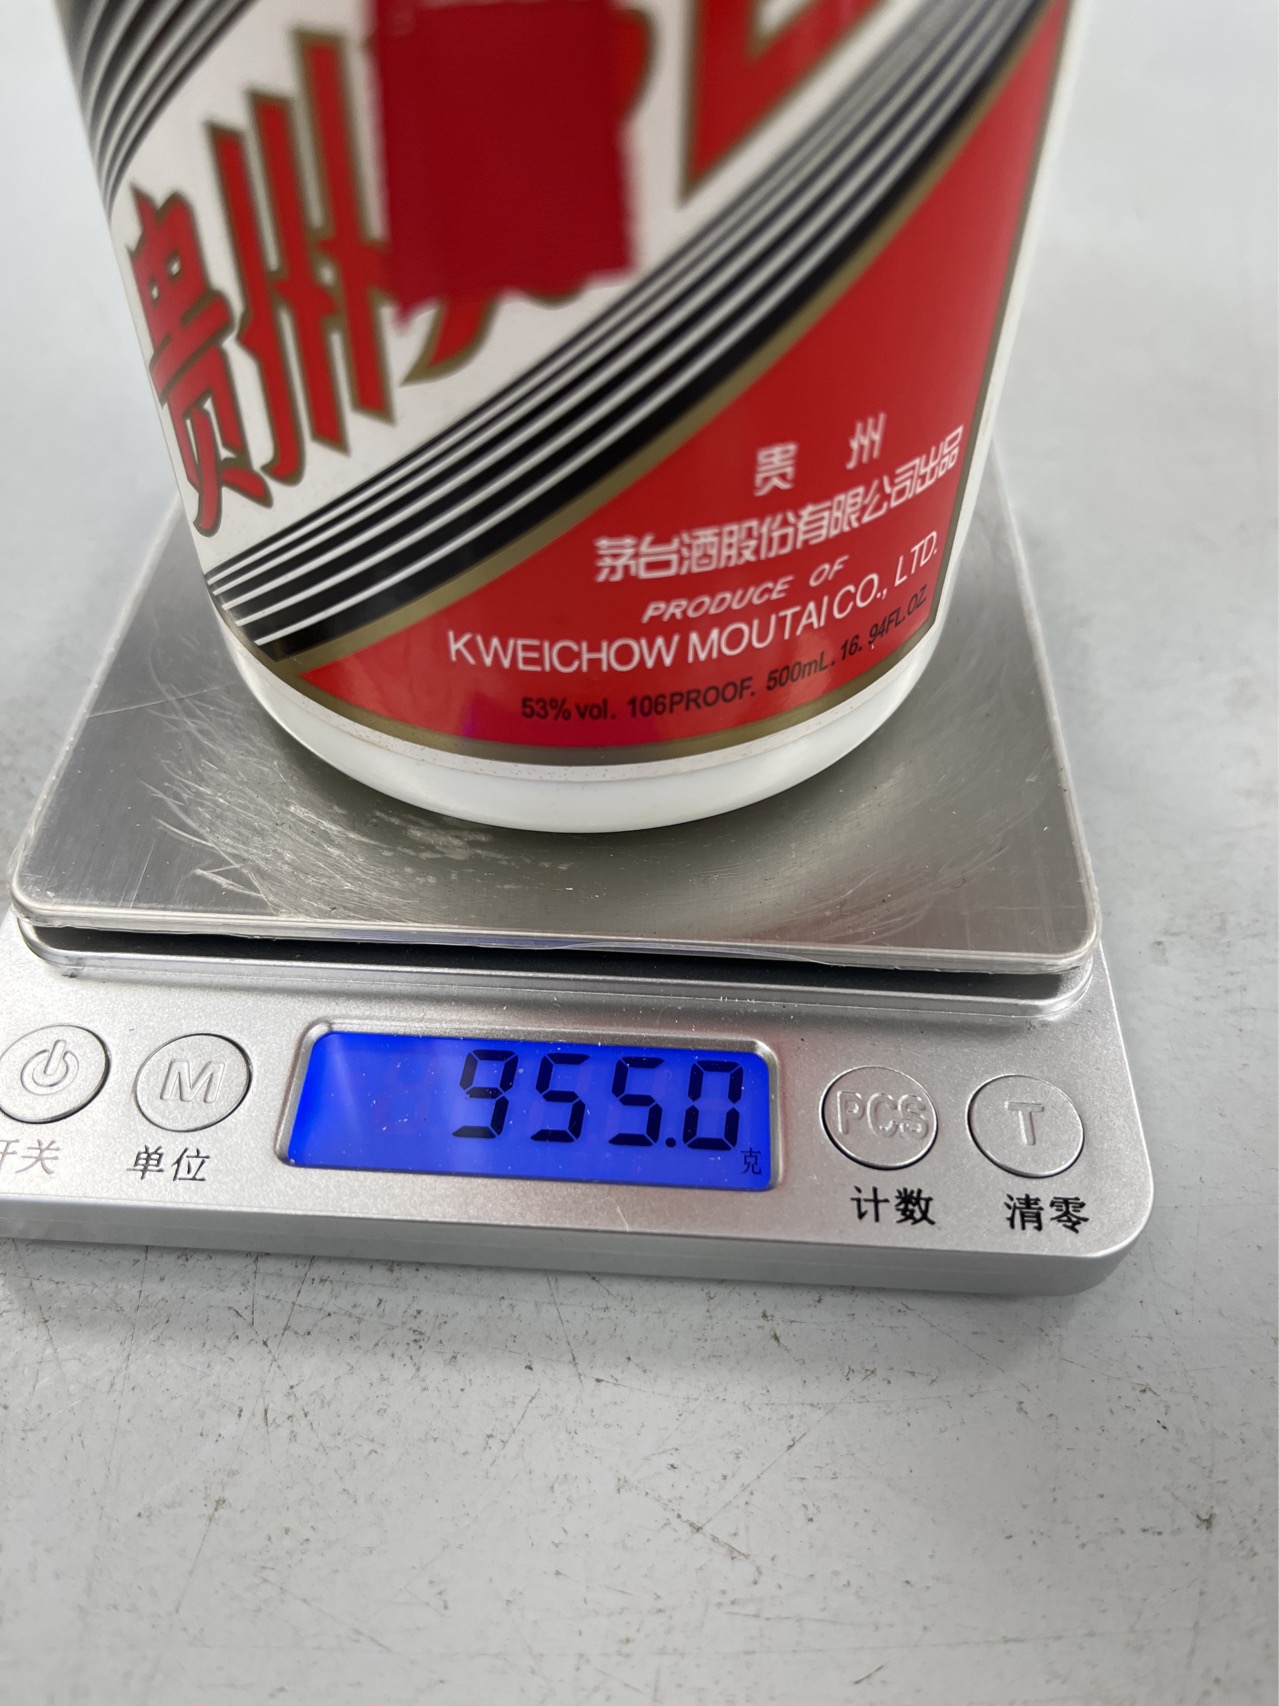 贵州
贵 州
茅台酒股份有限公司出品
PRODUCE OF
KWEICHOW MOUTAI CO., LTD.
53% vol. 106PROOF. 500mL. 16. 94FL.OZ
955.0
克
M
PCS
T
开关
单位
计数
清零